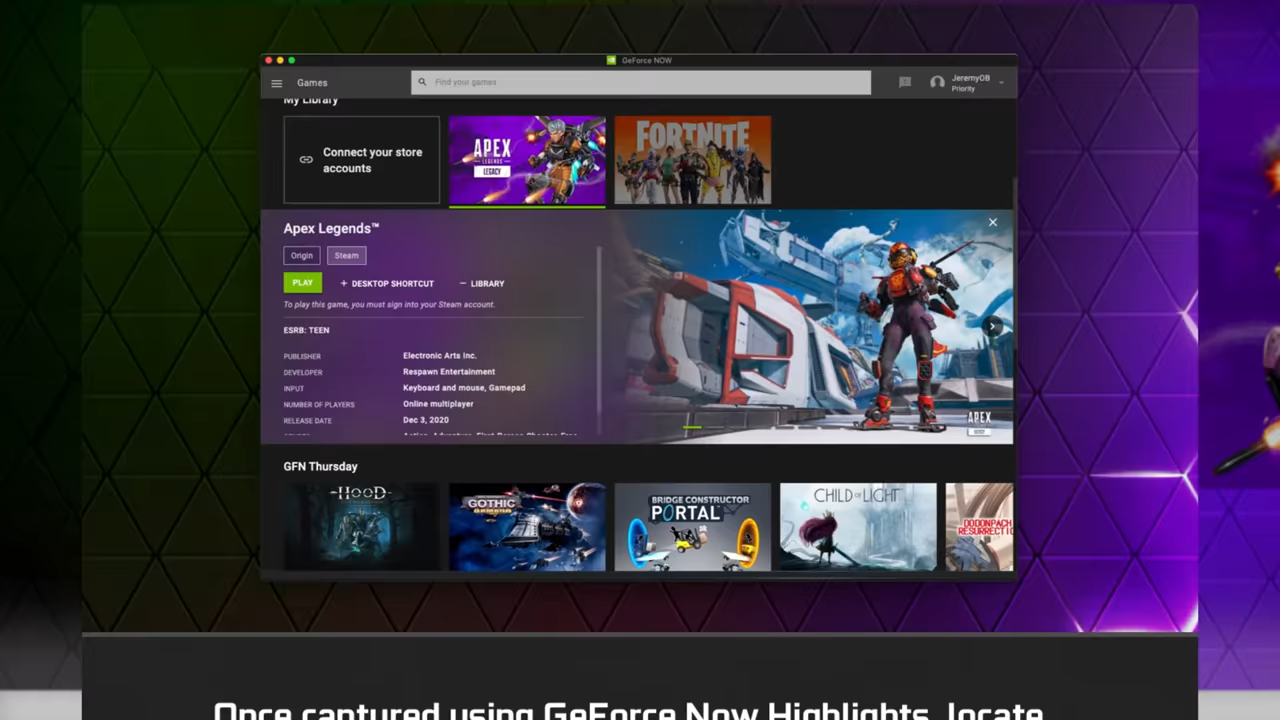 GeForce NOW
Games
Find your games
JeremyOB
Priority
My Library
Connect your store
accounts
APEX
LEGENDS
LEGACY
FORTNITE
Apex Legends™
Origin
Steam
PLAY
+ DESKTOP SHORTCUT
− LIBRARY
To play this game, you must sign into your Steam account.
ESRB: TEEN
PUBLISHER Electronic Arts Inc.
DEVELOPER Respawn Entertainment
INPUT Keyboard and mouse, Gamepad
NUMBER OF PLAYERS Online multiplayer
RELEASE DATE Dec 3, 2020
APEX
GFN Thursday
HOOD
GOTHIC
ARMADA
BRIDGE CONSTRUCTOR
PORTAL
CHILD OF LIGHT
Once captured using GeForce Now Highlights, locate